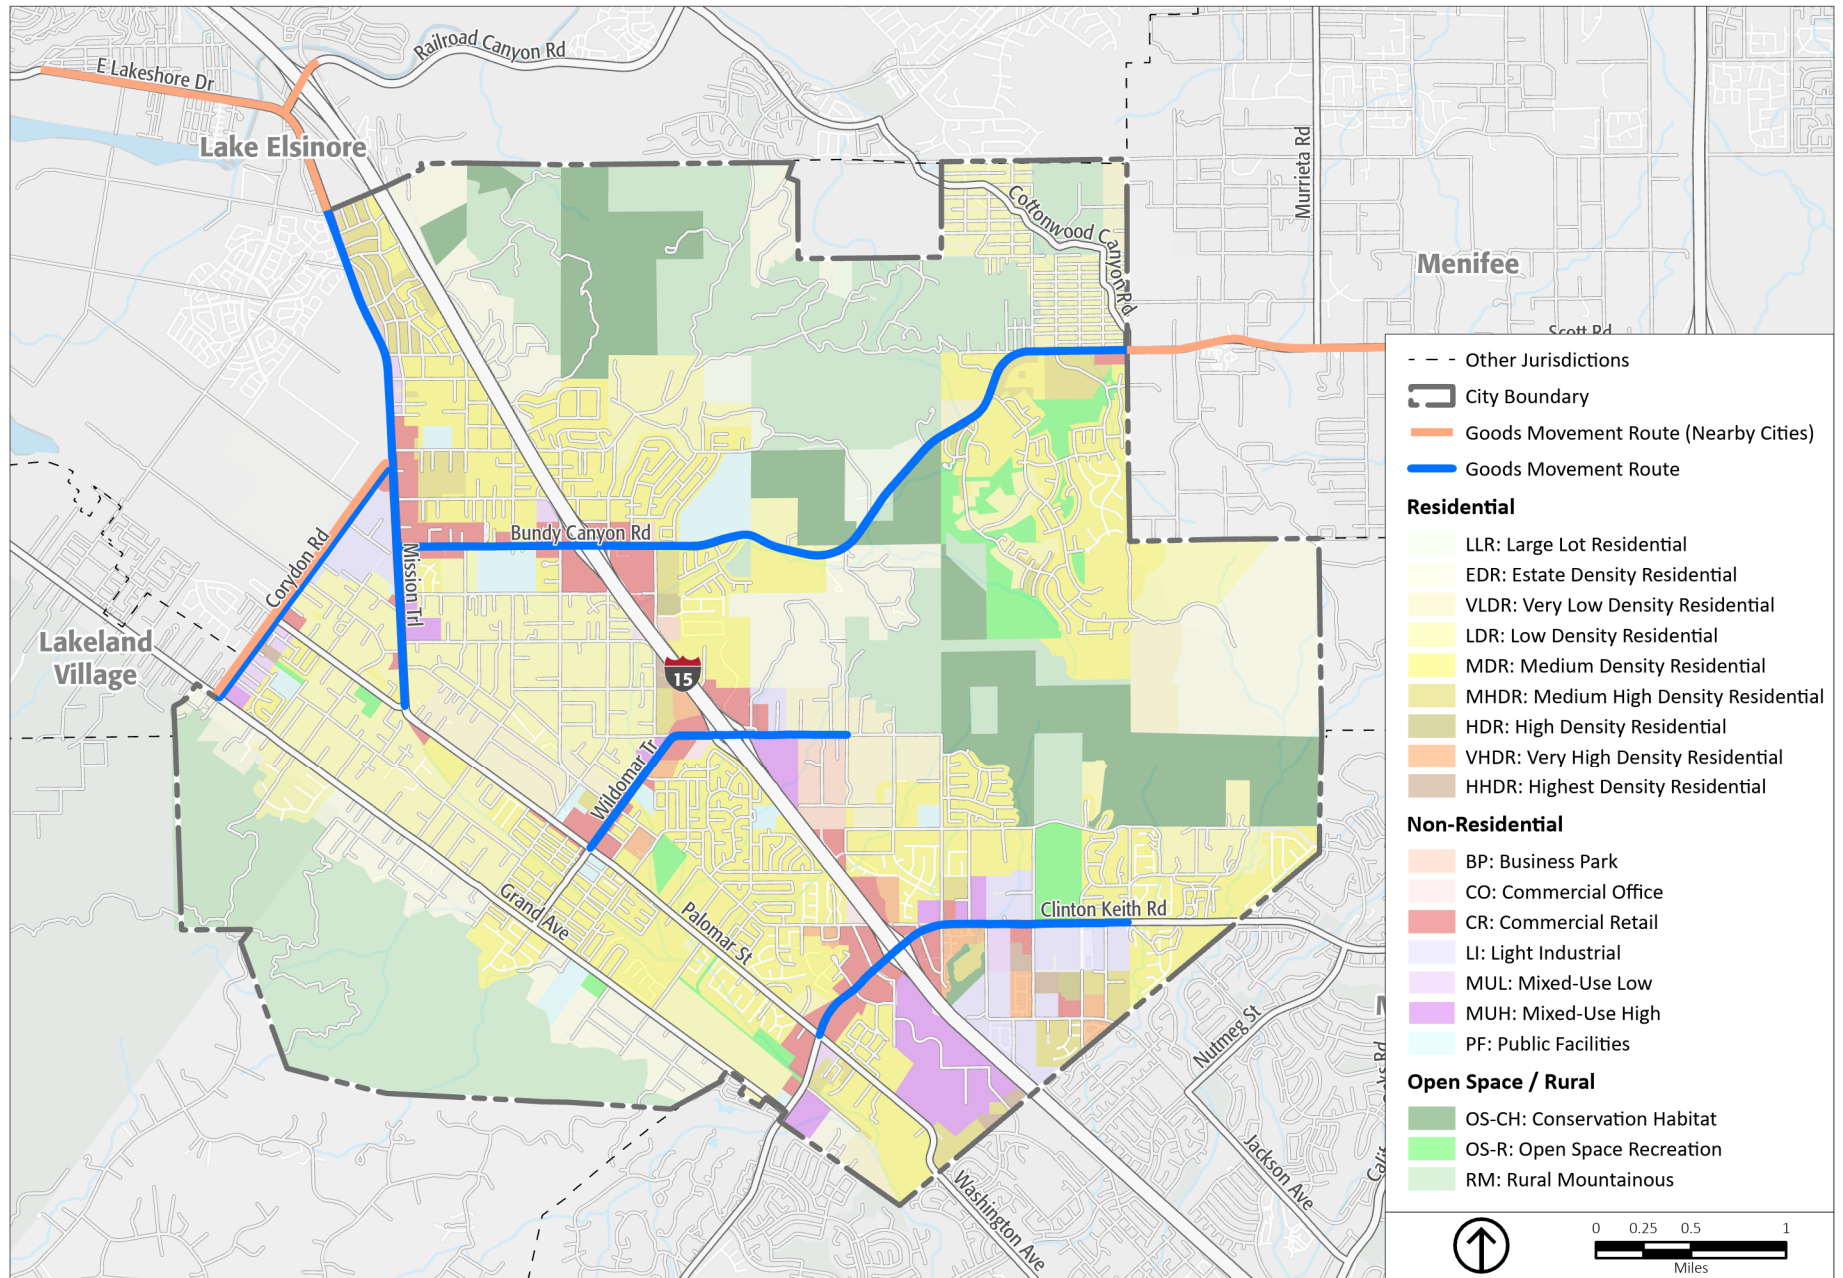 Railroad Canyon Rd
E Lakeshore Dr
Lake Elsinore
Murrieta Rd
Cottonwood Canyon Rd
Menifee
Scott Rd
Bundy Canyon Rd
Corydon Rd
Mission Trl
Lakeland
Village
15
Wildomar Tr
Grand Ave
Palomar St
Clinton Keith Rd
Nutmeg St
Jackson Ave
Washington Ave
Other Jurisdictions
City Boundary
Goods Movement Route (Nearby Cities)
Goods Movement Route
Residential
LLR: Large Lot Residential
EDR: Estate Density Residential
VLDR: Very Low Density Residential
LDR: Low Density Residential
MDR: Medium Density Residential
MHDR: Medium High Density Residential
HDR: High Density Residential
VHDR: Very High Density Residential
HHDR: Highest Density Residential
Non-Residential
BP: Business Park
CO: Commercial Office
CR: Commercial Retail
LI: Light Industrial
MUL: Mixed-Use Low
MUH: Mixed-Use High
PF: Public Facilities
Open Space / Rural
OS-CH: Conservation Habitat
OS-R: Open Space Recreation
RM: Rural Mountainous
0 0.25 0.5 1
Miles